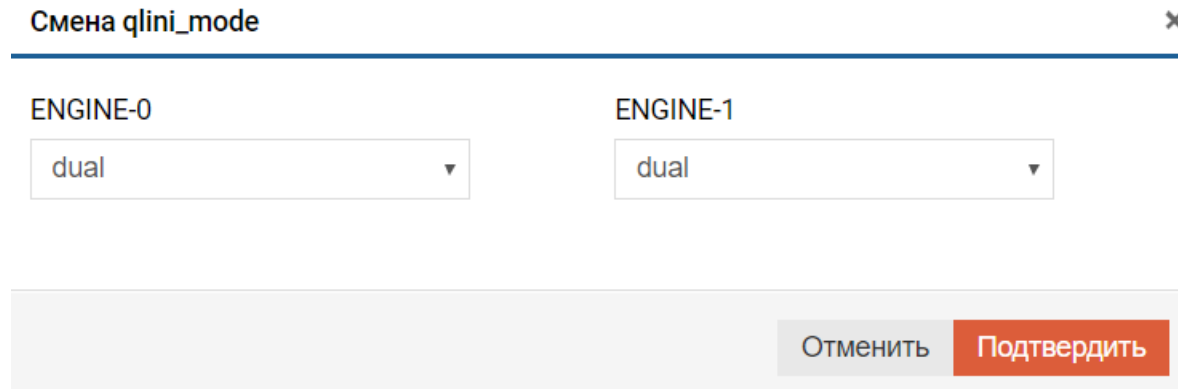 Смена qlini_mode
ENGINE-0 ENGINE-1
dual dual
Отменить Подтвердить